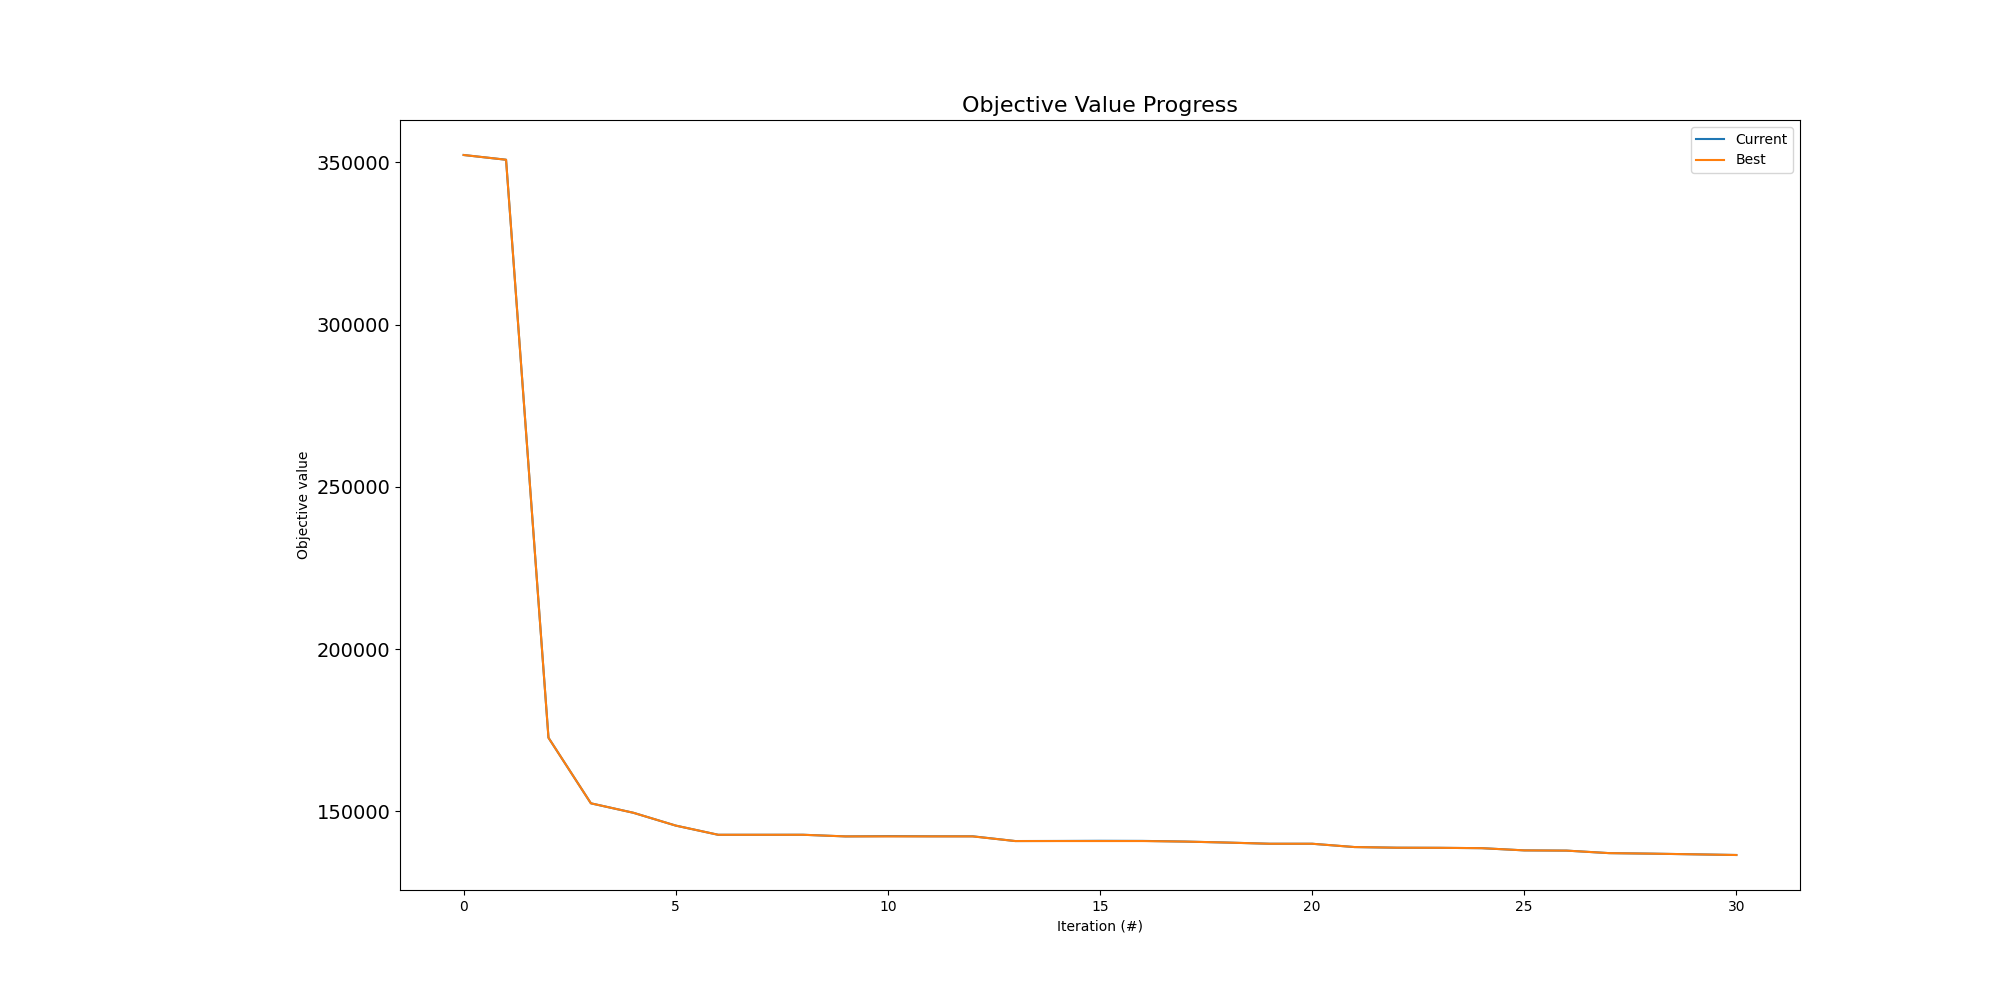 Objective Value Progress
Current
Best
350000
300000
250000
200000
150000
Objective value
0 5 10 15 20 25 30
Iteration (#)